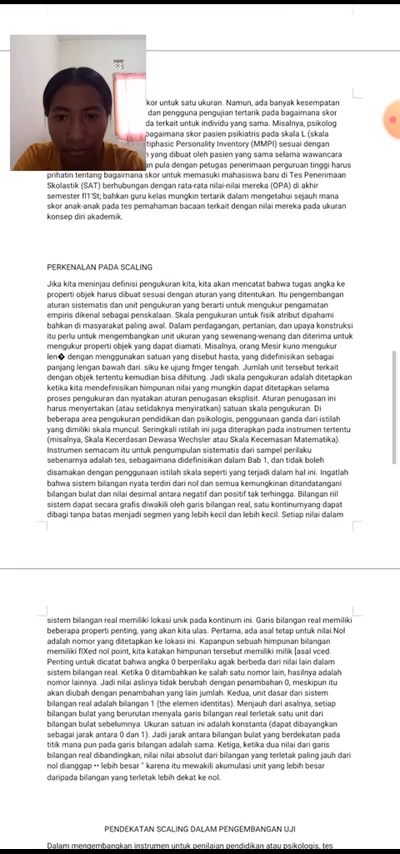 kor untuk satu ukuran. Namun, ada banyak kesempatan
dan pengguna pengujian tertarik pada bagaimana skor
da terkait untuk individu yang sama. Misalnya, psikolog
bagaimana skor pasien psikiatris pada skala L (skala
tiphasic Personality Inventory (MMPI) sesuai dengan
n yang dibuat oleh pasien yang sama selama wawancara
n pula dengan petugas penerimaan perguruan tinggi harus
prihatin tentang bagaimana skor untuk memasuki mahasiswa baru di Tes Penerimaan
Skolastik (SAT) berhubungan dengan rata-rata nilai-nilai mereka (OPA) di akhir
semester fl1'St; bahkan guru kelas mungkin tertarik dalam mengetahui sejauh mana
skor anak-anak pada tes pemahaman bacaan terkait dengan nilai mereka pada ukuran
konsep diri akademik.
PERKENALAN PADA SCALING
Jika kita meninjau definisi pengukuran kita, kita akan mencatat bahwa tugas angka ke
properti objek harus dibuat sesuai dengan aturan yang ditentukan. Itu pengembangan
aturan sistematis dan unit pengukuran yang berarti untuk mengukur pengamatan
empiris dikenal sebagai penskalaan. Skala pengukuran untuk fisik atribut dipahami
bahkan di masyarakat paling awal. Dalam perdagangan, pertanian, dan upaya konstruksi
itu perlu untuk mengembangkan unit ukuran yang sewenang-wenang dan diterima untuk
mengukur properti objek yang dapat diamati. Misalnya, orang Mesir kuno mengukur
len� dengan menggunakan satuan yang disebut hasta, yang didefinisikan sebagai
panjang lengan bawah dari. siku ke ujung fmger tengah. Jumlah unit tersebut terkait
dengan objek tertentu kemudian bisa dihitung. Jadi skala pengukuran adalah ditetapkan
ketika kita mendefinisikan himpunan nilai yang mungkin dapat ditetapkan selama
proses pengukuran dan nyatakan aturan penugasan eksplisit. Aturan penugasan ini
harus menyertakan (atau setidaknya menyiratkan) satuan skala pengukuran. Di
beberapa area pengukuran pendidikan dan psikologis, penggunaan ganda dari istilah
yang dimiliki skala muncul. Seringkali istilah ini juga diterapkan pada instrumen tertentu
(misalnya, Skala Kecerdasan Dewasa Wechsler atau Skala Kecemasan Matematika).
Instrumen semacam itu untuk pengumpulan sistematis dari sampel perilaku
sebenarnya adalah tes, sebagaimana didefinisikan dalam Bab 1, dan tidak boleh
disamakan dengan penggunaan istilah skala seperti yang terjadi dalam hal ini. Ingatlah
bahwa sistem bilangan nyata terdiri dari nol dan semua kemungkinan ditandatangani
bilangan bulat dan nilai desimal antara negatif dan positif tak terhingga. Bilangan riil
sistem dapat secara grafis diwakili oleh garis bilangan real, satu kontinumyang dapat
dibagi tanpa batas menjadi segmen yang lebih kecil dan lebih kecil. Setiap nilai dalam
sistem bilangan real memiliki lokasi unik pada kontinum ini. Garis bilangan real memiliki
beberapa properti penting, yang akan kita ulas. Pertama, ada asal tetap untuk nilai.Nol
adalah nomor yang ditetapkan ke lokasi ini. Kapanpun sebuah himpunan bilangan
memiliki flXed nol point, kita katakan himpunan tersebut memiliki milik [asal vced.
Penting untuk dicatat bahwa angka 0 berperilaku agak berbeda dari nilai lain dalam
sistem bilangan real. Ketika 0 ditambahkan ke salah satu nomor lain, hasilnya adalah
nomor lainnya. Jadi nilai aslinya tidak berubah dengan penambahan 0, meskipun itu
akan diubah dengan penambahan yang lain jumlah. Kedua, unit dasar dari sistem
bilangan real adalah bilangan 1 (the elemen identitas). Menjauh dari asalnya, setiap
bilangan bulat yang berurutan menyala garis bilangan real terletak satu unit dari
bilangan bulat sebelumnya. Ukuran satuan ini adalah konstanta (dapat dibayangkan
sebagai jarak antara 0 dan 1). Jadi jarak antara bilangan bulat yang berdekatan pada
titik mana pun pada garis bilangan adalah sama. Ketiga, ketika dua nilai dari garis
bilangan real dibandingkan, nilai nilai absolut dari bilangan yang terletak paling jauh dari
nol dianggap •• lebih besar " karena itu mewakili akumulasi unit yang lebih besar
daripada bilangan yang terletak lebih dekat ke nol.
PENDEKATAN SCALING DALAM PENGEMBANGAN UJI
Dalam mengembangkan instrumen untuk penilaian pendidikan atau psikologis, tes